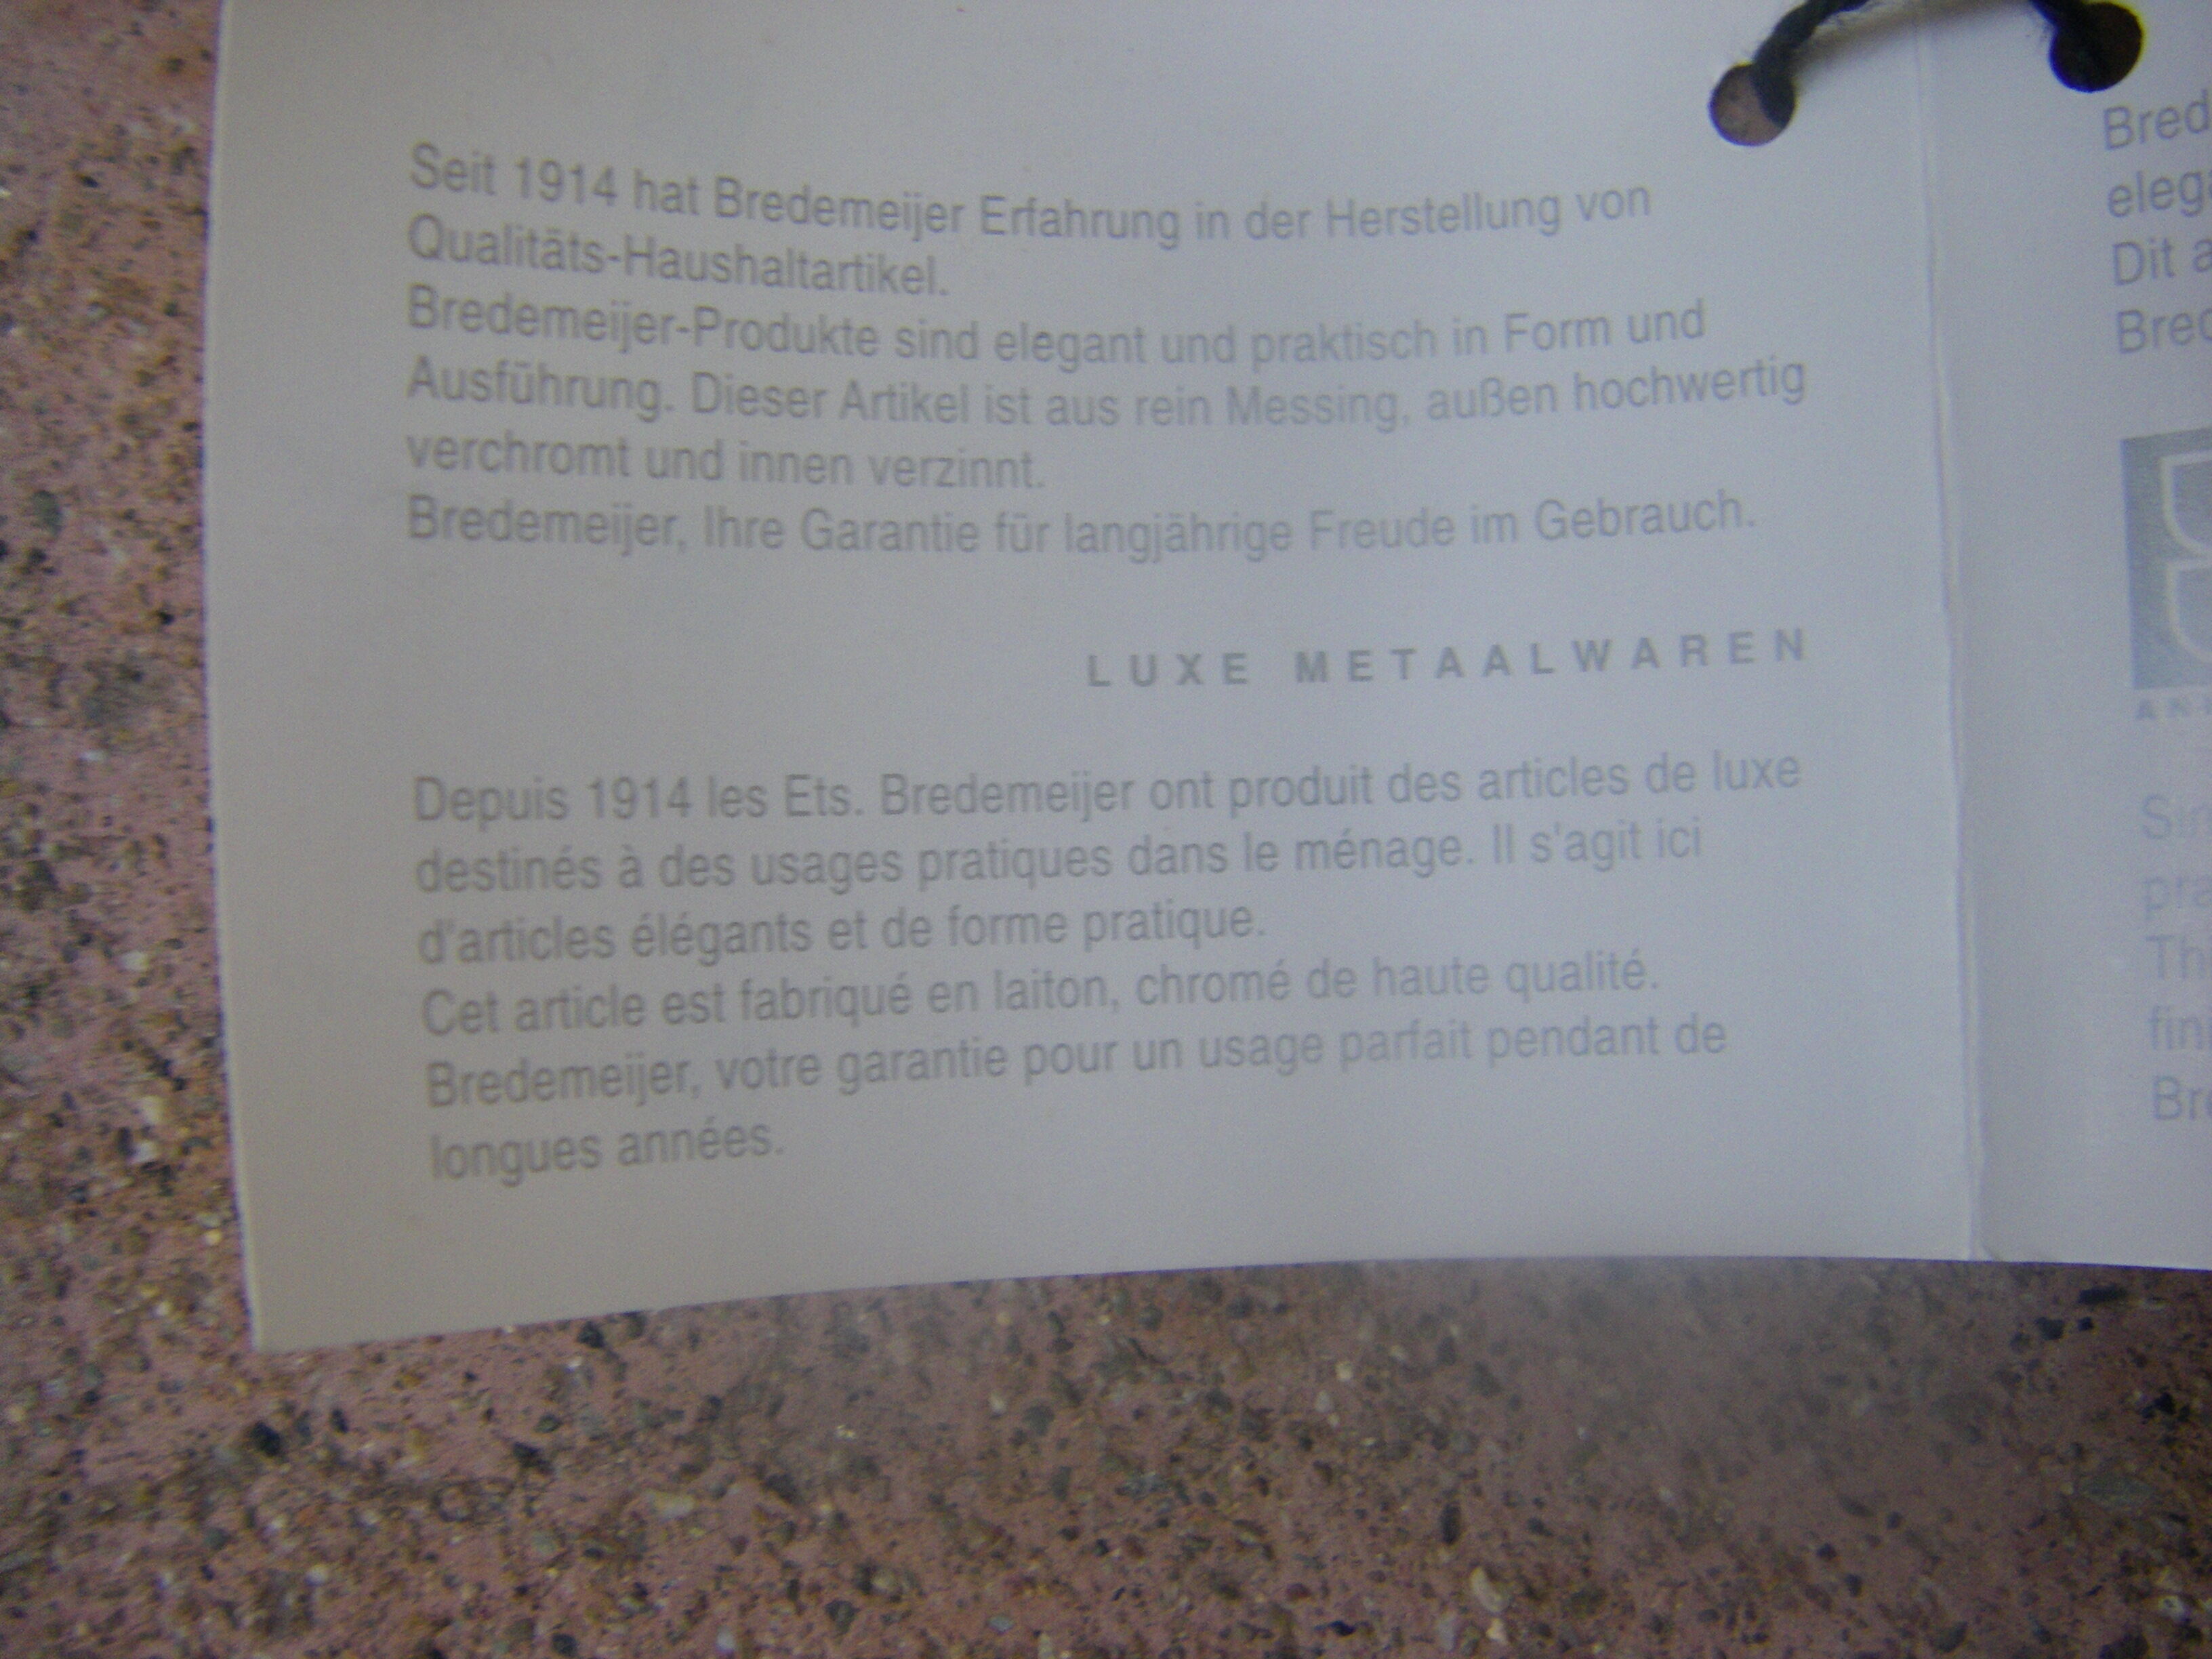 Seit 1914 hat Bredemeijer Erfahrung in der Herstellung von
Qualitäts-Haushaltartikel.
Bredemeijer-Produkte sind elegant und praktisch in Form und
Ausführung. Dieser Artikel ist aus rein Messing, außen hochwertig
verchromt und innen verzinnt.
Bredemeijer, Ihre Garantie für langjährige Freude im Gebrauch.
LUXE METAALWAREN
Depuis 1914 les Ets. Bredemeijer ont produit des articles de luxe
destinés à des usages pratiques dans le ménage. Il s'agit ici
d'articles élégants et de forme pratique.
Cet article est fabriqué en laiton, chromé de haute qualité.
Bredemeijer, votre garantie pour un usage parfait pendant de
longues années.
Dit